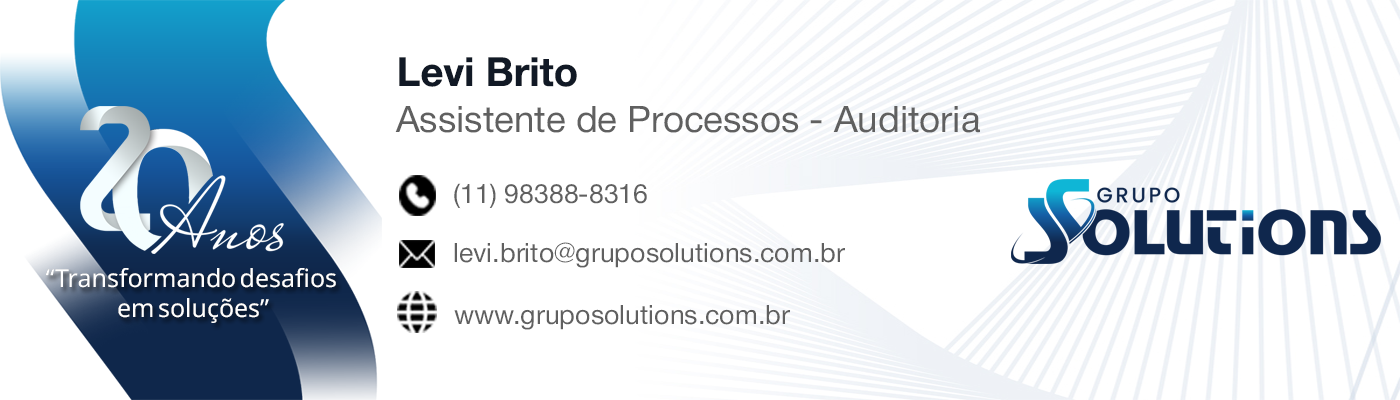 20
Anos
“Transformando desafios
em soluções”
Levi Brito
Assistente de Processos - Auditoria
(11) 98388-8316
levi.brito@gruposolutions.com.br
www.gruposolutions.com.br
GRUPO
SOLUTIONS